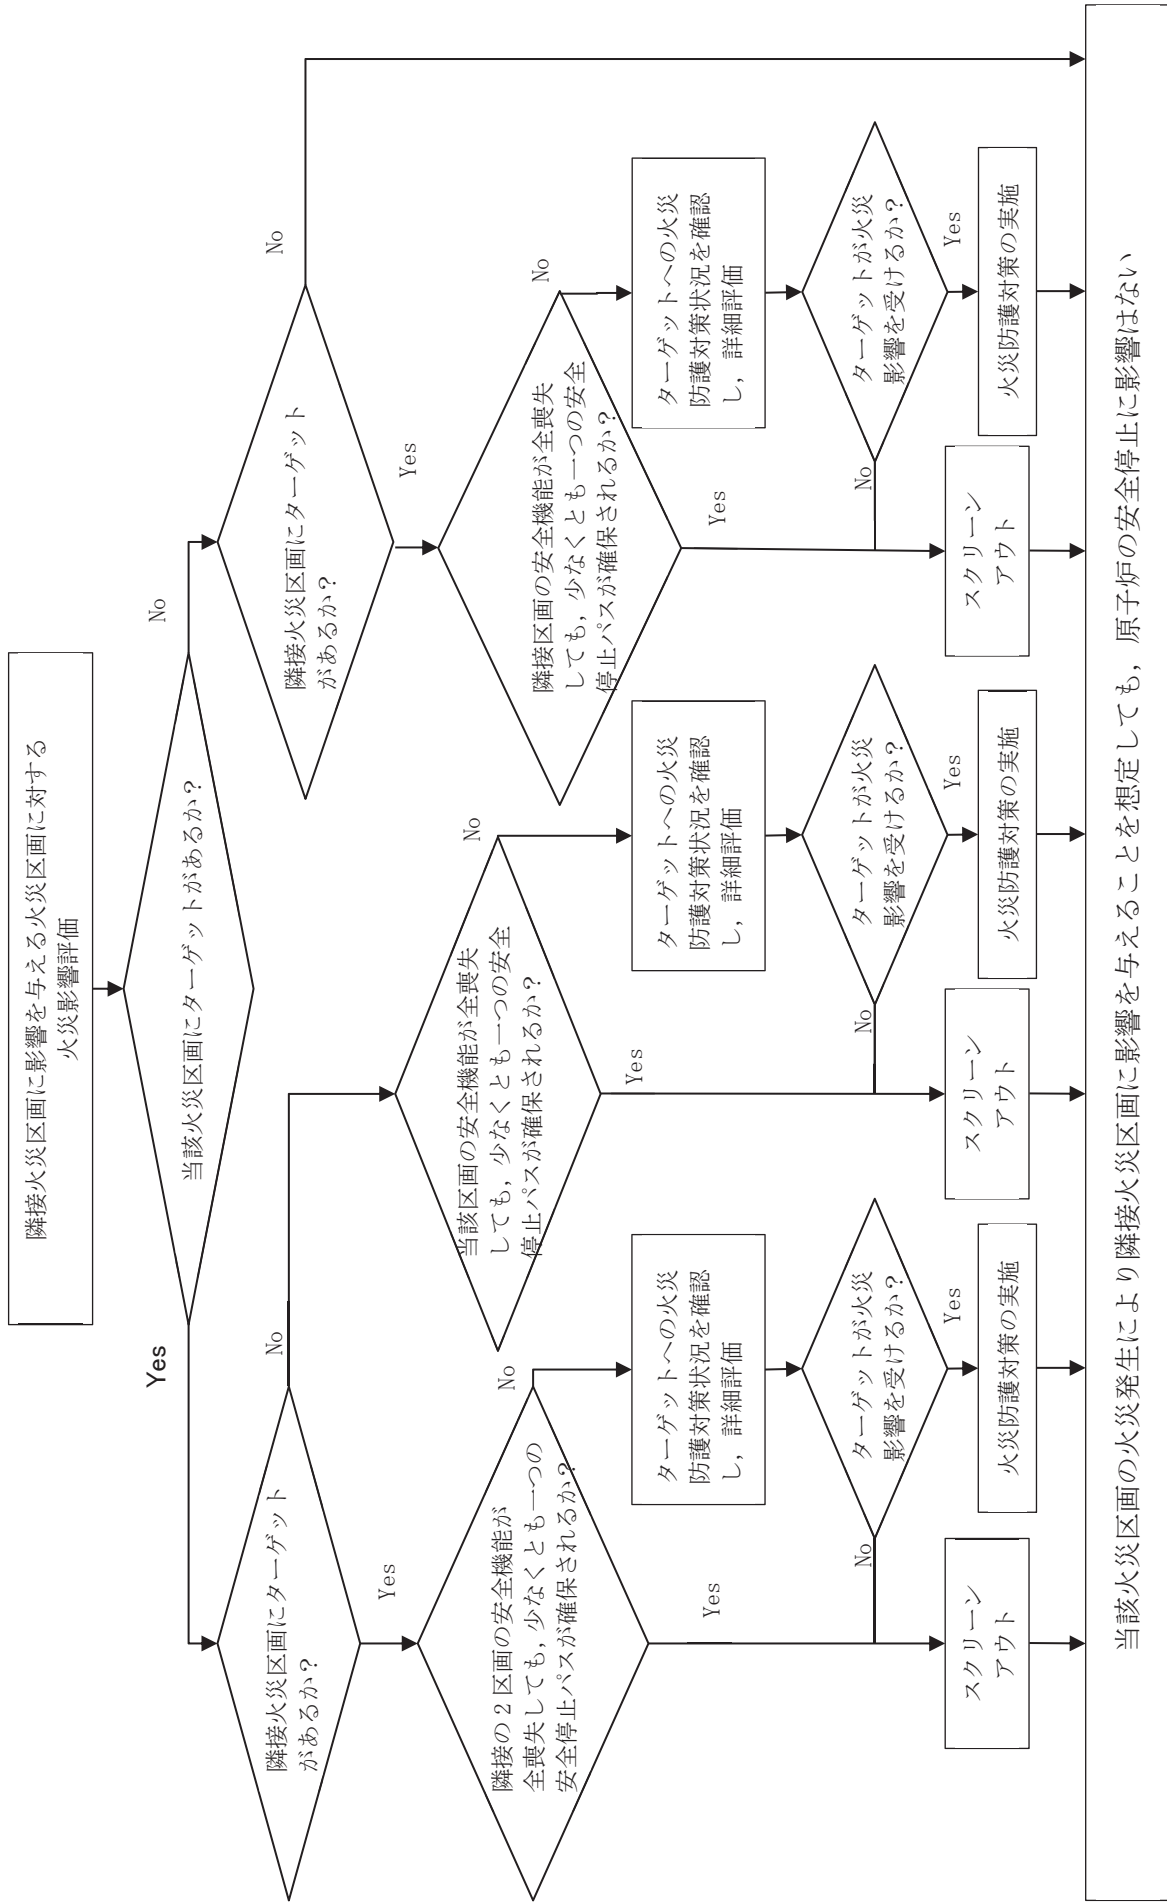 隣接火災区画に影響を与える火災区画に対する
火災影響評価
当該火災区画にターゲットがあるか？
Yes
No
隣接火災区画にターゲット
があるか？
No
Yes
隣接火災区画にターゲット
があるか？
No
Yes
隣接の２区画の安全機能が
全喪失しても，少なくとも一つの
安全停止パスが確保されるか？
No
Yes
当該区画の安全機能が全喪失
しても，少なくとも一つの安全
停止パスが確保されるか？
No
Yes
隣接区画の安全機能が全喪失
しても，少なくとも一つの安全
停止パスが確保されるか？
No
Yes
ターゲットへの火災
防護対策状況を確認
し，詳細評価
ターゲットへの火災
防護対策状況を確認
し，詳細評価
ターゲットへの火災
防護対策状況を確認
し，詳細評価
ターゲットが火災
影響を受けるか？
No
Yes
ターゲットが火災
影響を受けるか？
No
Yes
ターゲットが火災
影響を受けるか？
No
Yes
スクリーン
アウト
火災防護対策の実施
スクリーン
アウト
火災防護対策の実施
スクリーン
アウト
火災防護対策の実施
当該火災区画の火災発生により隣接火災区画に影響を与えることを想定しても，原子炉の安全停止に影響はない